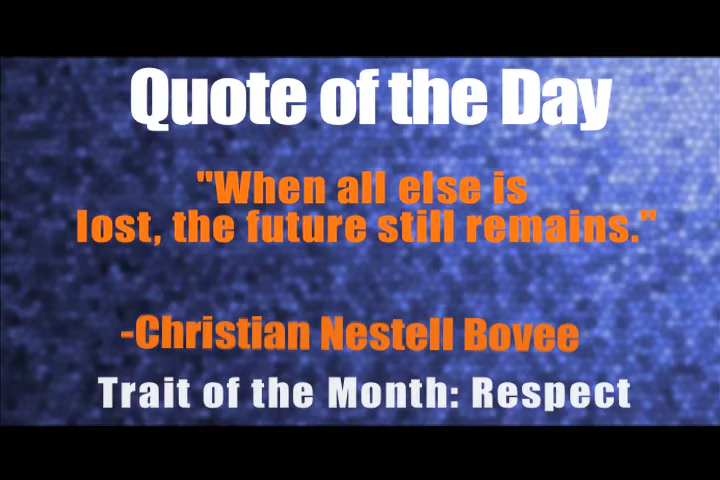 Quote of the Day
"When all else is
lost, the future still remains."
-Christian Nestell Bovee
Trait of the Month: Respect